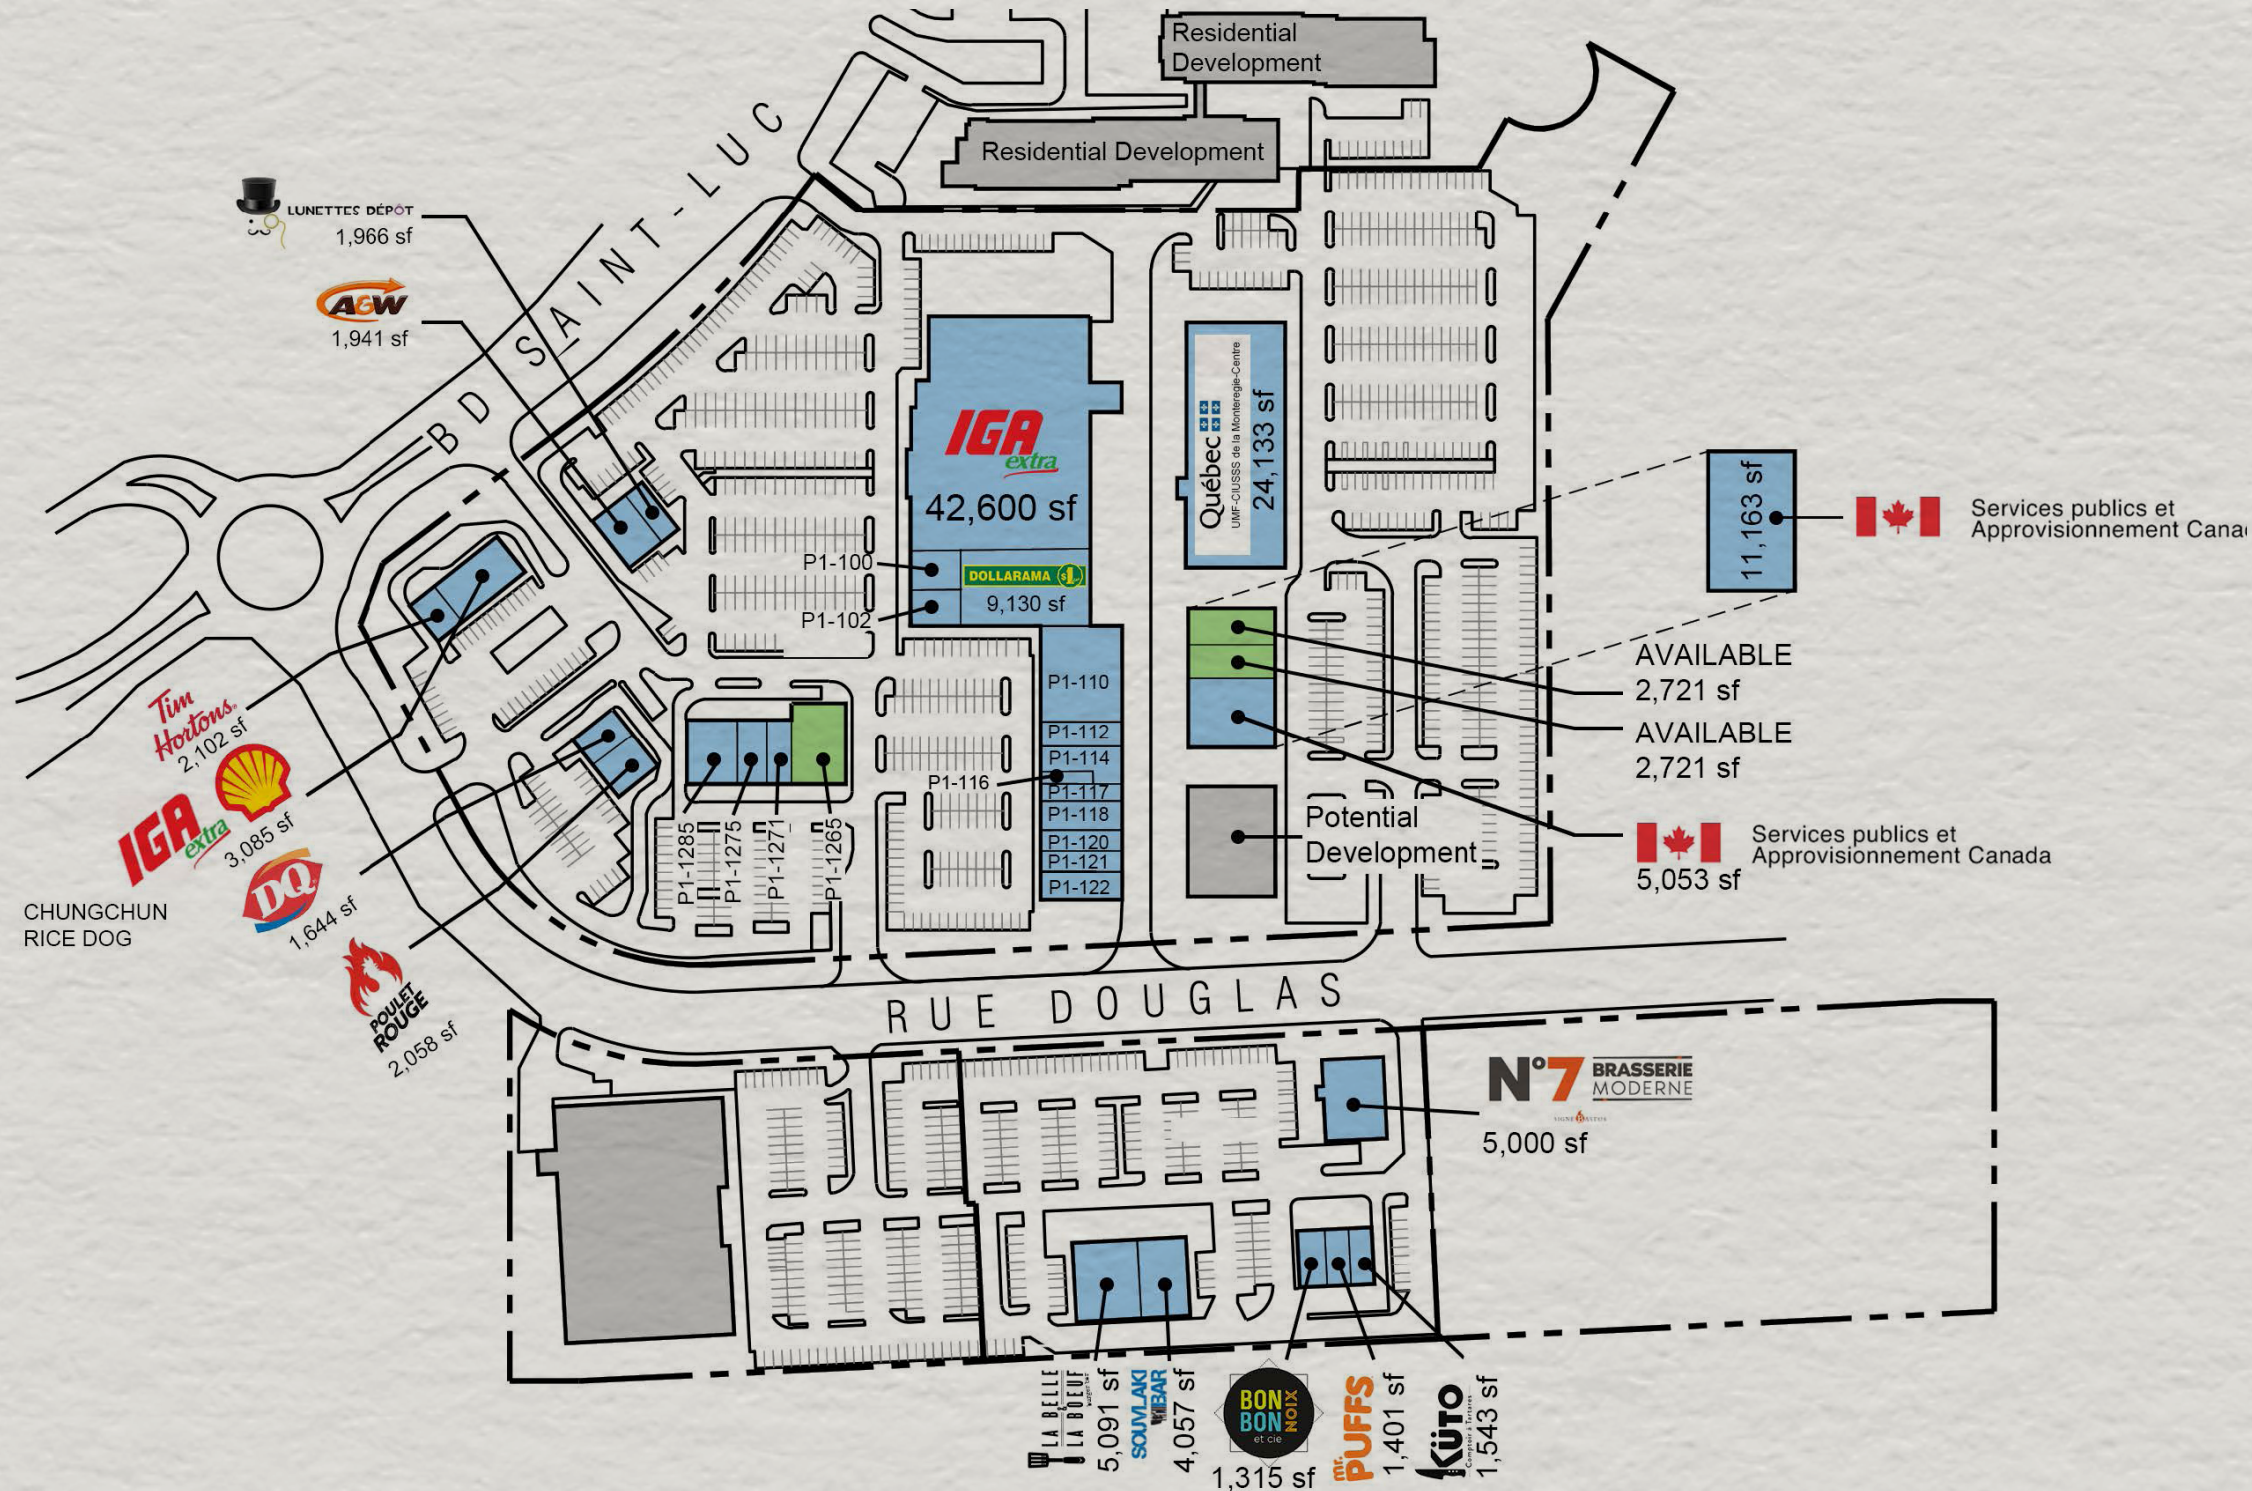 Residential
Development
Residential Development
BD SAINT-LUC
LUNETTES DÉPÔT
1,966 sf
A&W
1,941 sf
IGA
extra
42,600 sf
Québec
UMF-CIUSSS de la Monteregie-Centre
24,133 sf
P1-100
DOLLARAMA $1
9,130 sf
P1-102
11,163 sf
Services publics et
Approvisionnement Cana
AVAILABLE
2,721 sf
AVAILABLE
2,721 sf
Services publics et
Approvisionnement Canada
5,053 sf
Potential
Development
Tim
Hortons
2,102 sf
IGA
extra
3,085 sf
DQ
1,644 sf
CHUNGCHUN
RICE DOG
POULET
ROUGE
2,058 sf
P1-1285
P1-1275
P1-1271
P1-1265
P1-110
P1-112
P1-114
P1-116
P1-117
P1-118
P1-120
P1-121
P1-122
RUE DOUGLAS
N°7 BRASSERIE
MODERNE
5,000 sf
LA BELLE
&
LA BOEUF
5,091 sf
SOUVLAKI
BAR
4,057 sf
BON
BON
NOIX
et cie
1,315 sf
mr.
PUFFS
1,401 sf
KÜTO
Comptoir à Tartares
1,543 sf